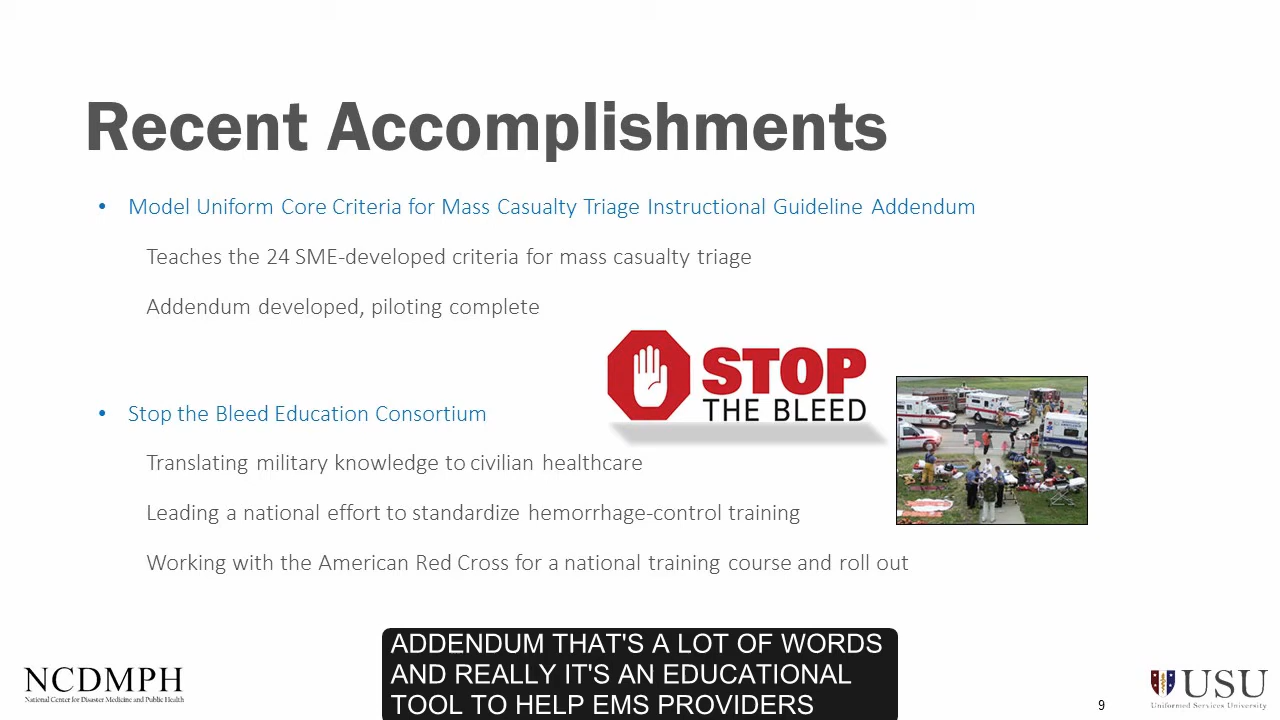 Recent Accomplishments
• Model Uniform Core Criteria for Mass Casualty Triage Instructional Guideline Addendum
Teaches the 24 SME-developed criteria for mass casualty triage
Addendum developed, piloting complete
STOP
THE BLEED
• Stop the Bleed Education Consortium
Translating military knowledge to civilian healthcare
Leading a national effort to standardize hemorrhage-control training
Working with the American Red Cross for a national training course and roll out
ADDENDUM THAT'S A LOT OF WORDS
AND REALLY IT'S AN EDUCATIONAL
TOOL TO HELP EMS PROVIDERS
NCDMPH
National Center for Disaster Medicine and Public Health
9
USU
Uniformed Services University